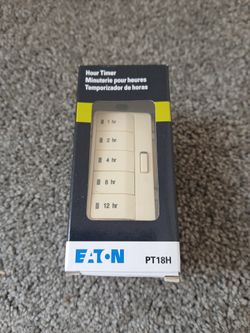 Hour Timer
Minuterie pour heures
Temporizador de horas
1 hr
2 hr
4 hr
8 hr
12 hr
EATON
PT18H